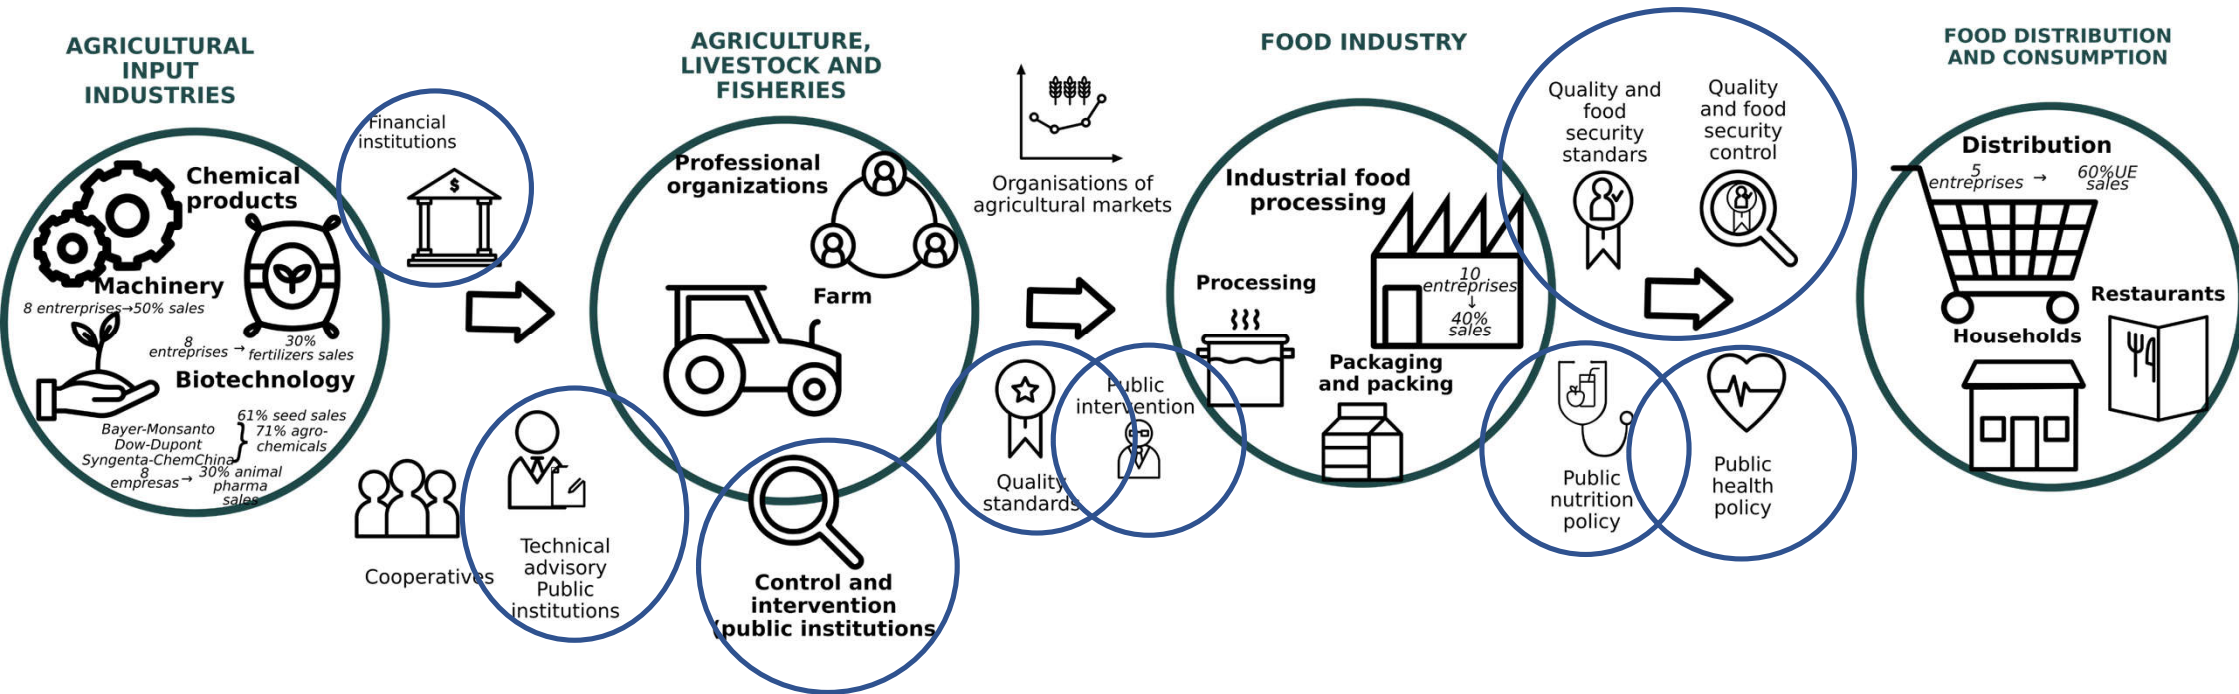 AGRICULTURAL
INPUT
INDUSTRIES
Chemical
products
Machinery
8 entrerprises→50% sales
8
entreprises → 30%
fertilizers sales
Biotechnology
Bayer-Monsanto
Dow-Dupont
Syngenta-ChemChina
} 61% seed sales
71% agro-
chemicals
8
empresas→ 30% animal
pharma
sales
Financial
institutions
$
Cooperatives
Technical
advisory
Public
institutions
AGRICULTURE,
LIVESTOCK AND
FISHERIES
Professional
organizations
Farm
Control and
intervention
(public institutions
Organisations of
agricultural markets
Quality
standards
Public
intervention
FOOD INDUSTRY
Industrial food
processing
Processing
10
entreprises
↓
40%
sales
Packaging
and packing
Quality and
food
security
standars
Quality
and food
security
control
Public
nutrition
policy
Public
health
policy
FOOD DISTRIBUTION
AND CONSUMPTION
Distribution
5
entreprises → 60%UE
sales
Restaurants
Households